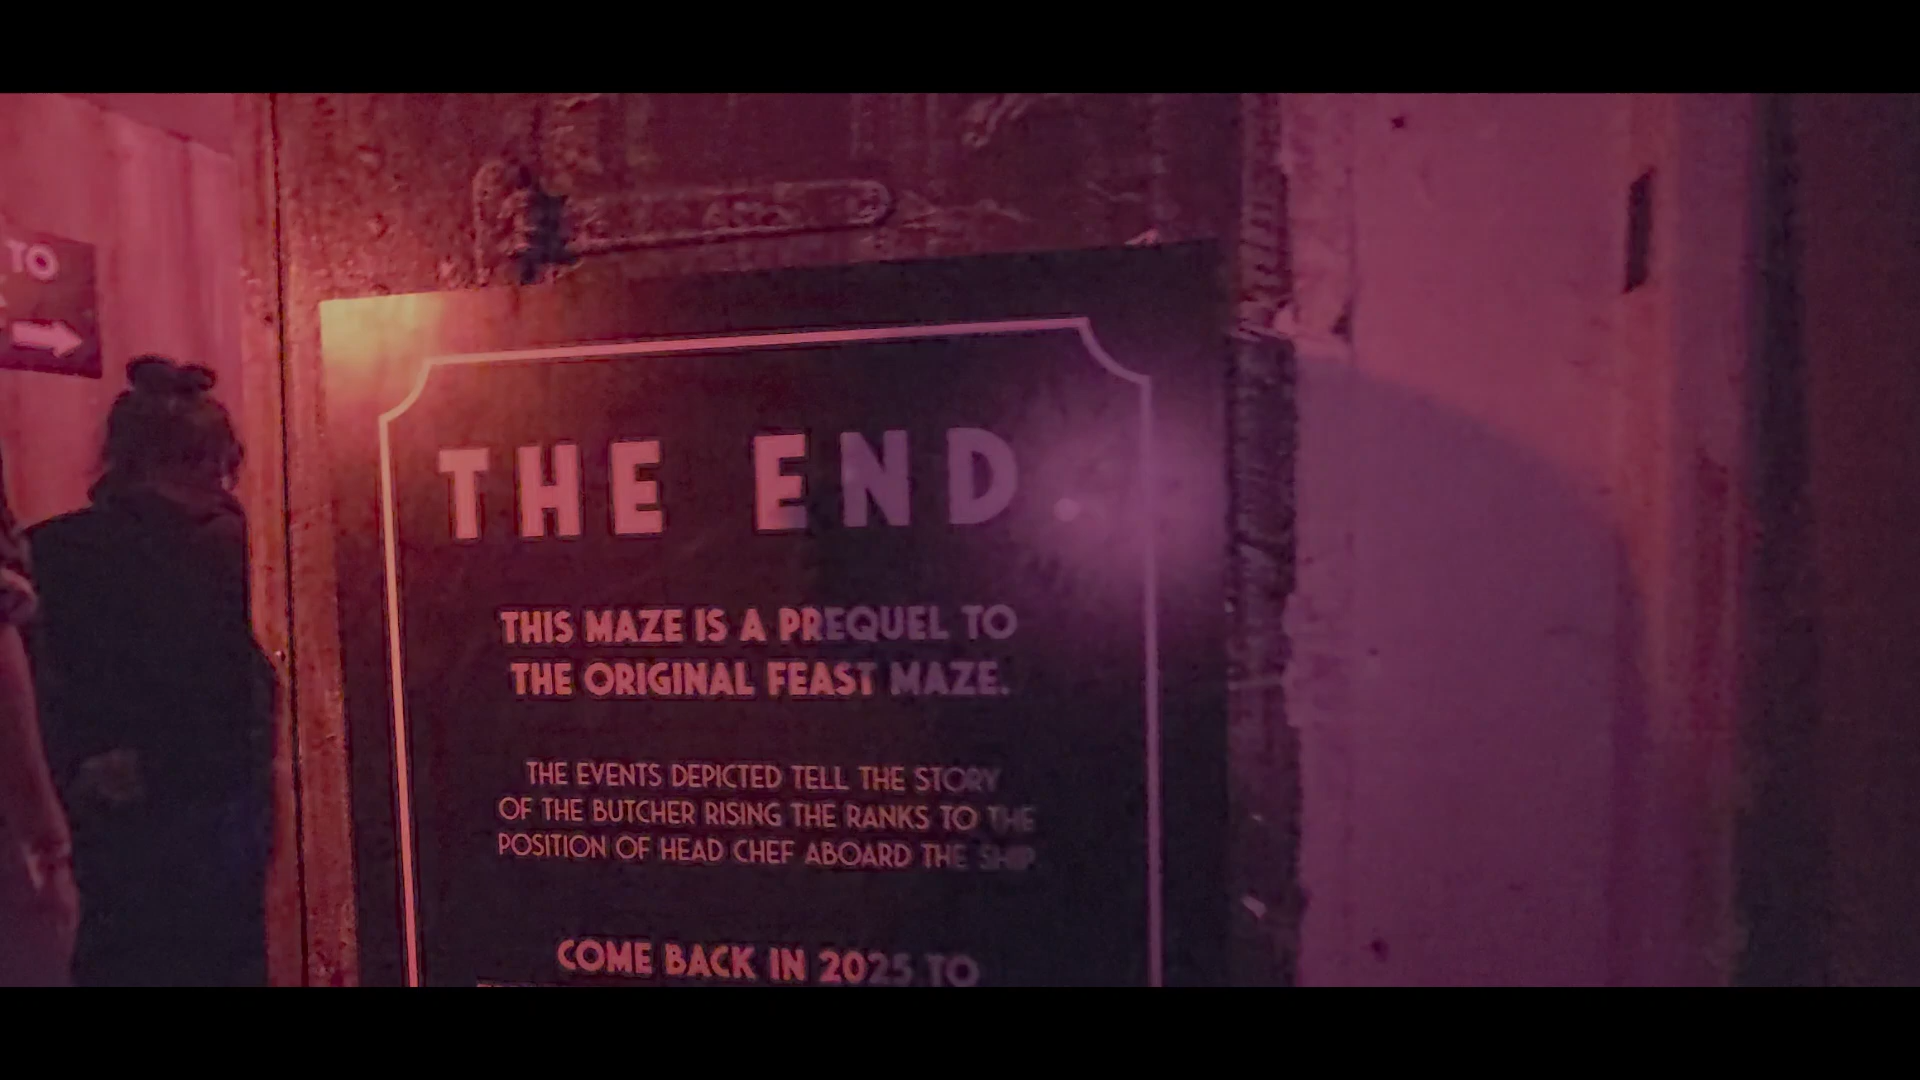 TO
THE END.
THIS MAZE IS A PREQUEL TO
THE ORIGINAL FEAST MAZE.
THE EVENTS DEPICTED TELL THE STORY
OF THE BUTCHER RISING THE RANKS TO THE
POSITION OF HEAD CHEF ABOARD THE SHIP.
COME BACK IN 2025 TO